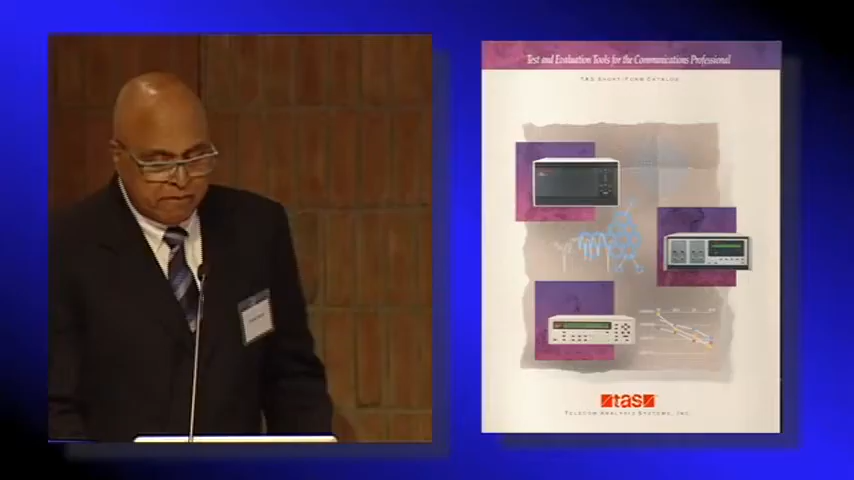 Test and Evaluation Tools for the Communications Professional
TAS SHORT-FORM CATALOG
tas
TELECOM ANALYSIS SYSTEMS, INC.